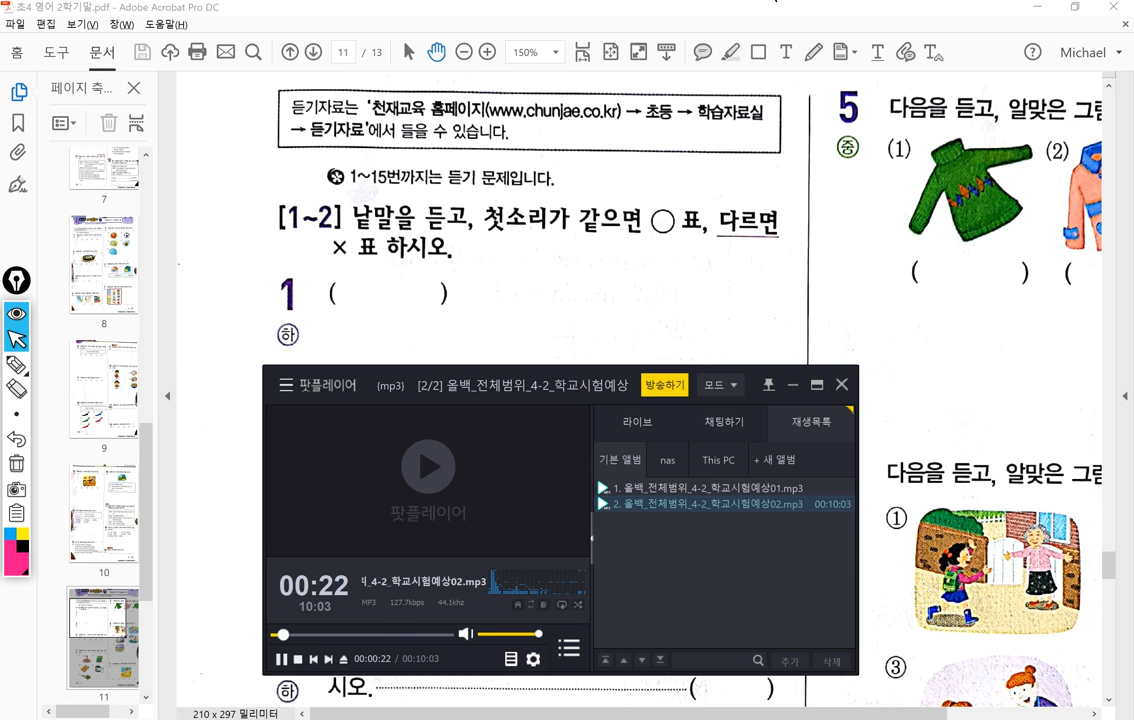 초4 영어 2학기말.pdf - Adobe Acrobat Pro DC
파일 편집 보기(V) 창(W) 도움말(H)
홈 도구 문서 11 / 13 150% Michael
페이지 축...
7
8
9
10
11
듣기자료는 '천재교육 홈페이지(www.chunjae.co.kr) → 초등 → 학습자료실
→ 듣기자료'에서 들을 수 있습니다.
1~15번까지는 듣기 문제입니다.
[1~2] 낱말을 듣고, 첫소리가 같으면 ○ 표, 다르면
× 표 하시오.
1 ( )
하
시오. ( )
하
5 다음을 듣고, 알맞은 그림
중 (1) (2)
( ) (
다음을 듣고, 알맞은 그림
①
③
팟플레이어 (mp3) [2/2] 올백_전체범위_4-2_학교시험예상 방송하기 모드
라이브 채팅하기 재생목록
기본 앨범 nas This PC + 새 앨범
1. 올백_전체범위_4-2_학교시험예상01.mp3
2. 올백_전체범위_4-2_학교시험예상02.mp3 00:10:03
팟플레이어
00:22 _4-2_학교시험예상02.mp3
10:03 MP3 127.7kbps 44.1khz
A B
00:00:22 / 00:10:03
추가 삭제
210 x 297 밀리미터